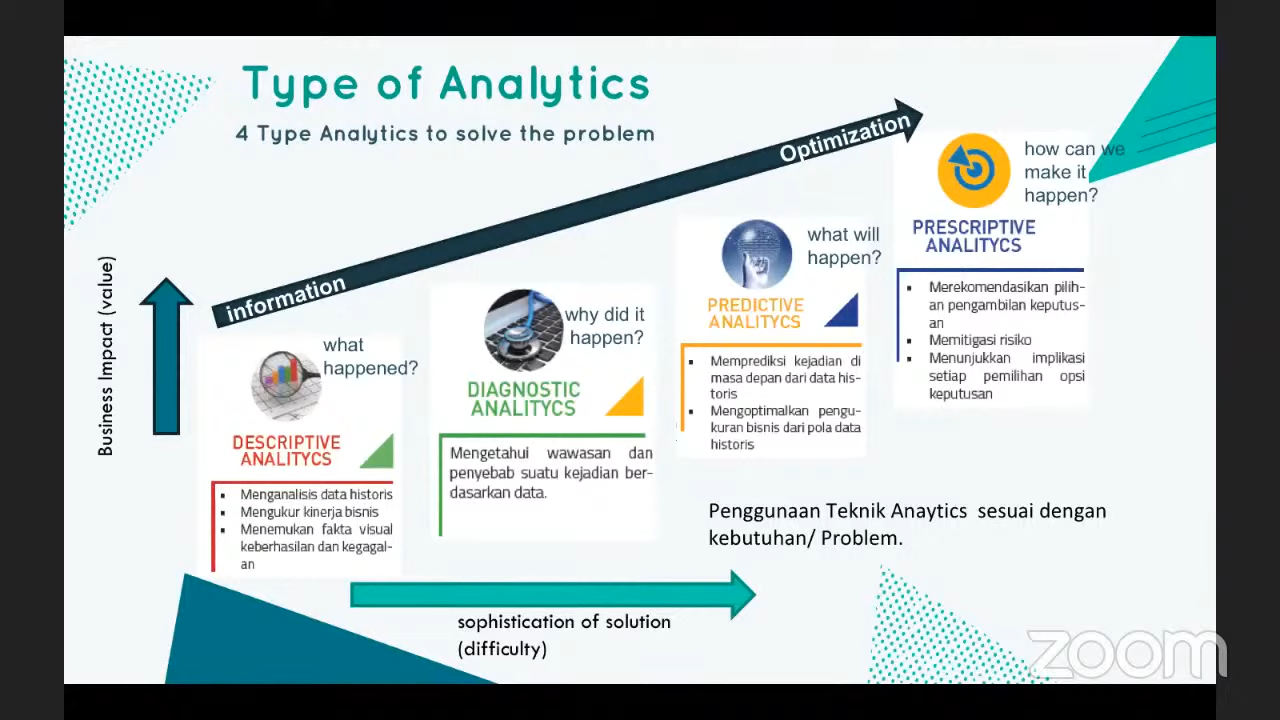 Type of Analytics
4 Type Analytics to solve the problem
Optimization
information
Business Impact (value)
what
happened?
DESCRIPTIVE
ANALITYCS
▪ Menganalisis data historis
▪ Mengukur kinerja bisnis
▪ Menemukan fakta visual
keberhasilan dan kegagal-
an
why did it
happen?
DIAGNOSTIC
ANALITYCS
Mengetahui wawasan dan
penyebab suatu kejadian ber-
dasarkan data.
what will
happen?
PREDICTIVE
ANALITYCS
▪ Memprediksi kejadian di
masa depan dari data his-
toris
▪ Mengoptimalkan pengu-
kuran bisnis dari pola data
historis
how can we
make it
happen?
PRESCRIPTIVE
ANALITYCS
▪ Merekomendasikan pilih-
an pengambilan keputus-
an
▪ Memitigasi risiko
▪ Menunjukkan implikasi
setiap pemilihan opsi
keputusan
Penggunaan Teknik Anaytics sesuai dengan
kebutuhan/ Problem.
sophistication of solution
(difficulty)
zoom